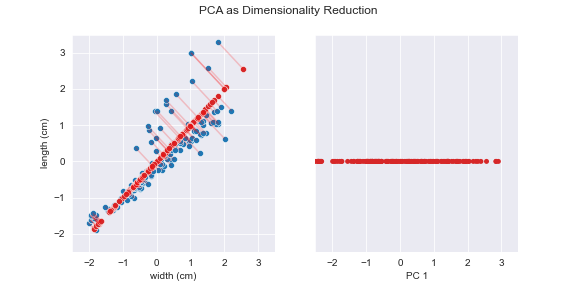 PCA as Dimensionality Reduction
length (cm)
3
2
1
0
−1
−2
−2 −1 0 1 2 3
width (cm)
−2 −1 0 1 2 3
PC 1